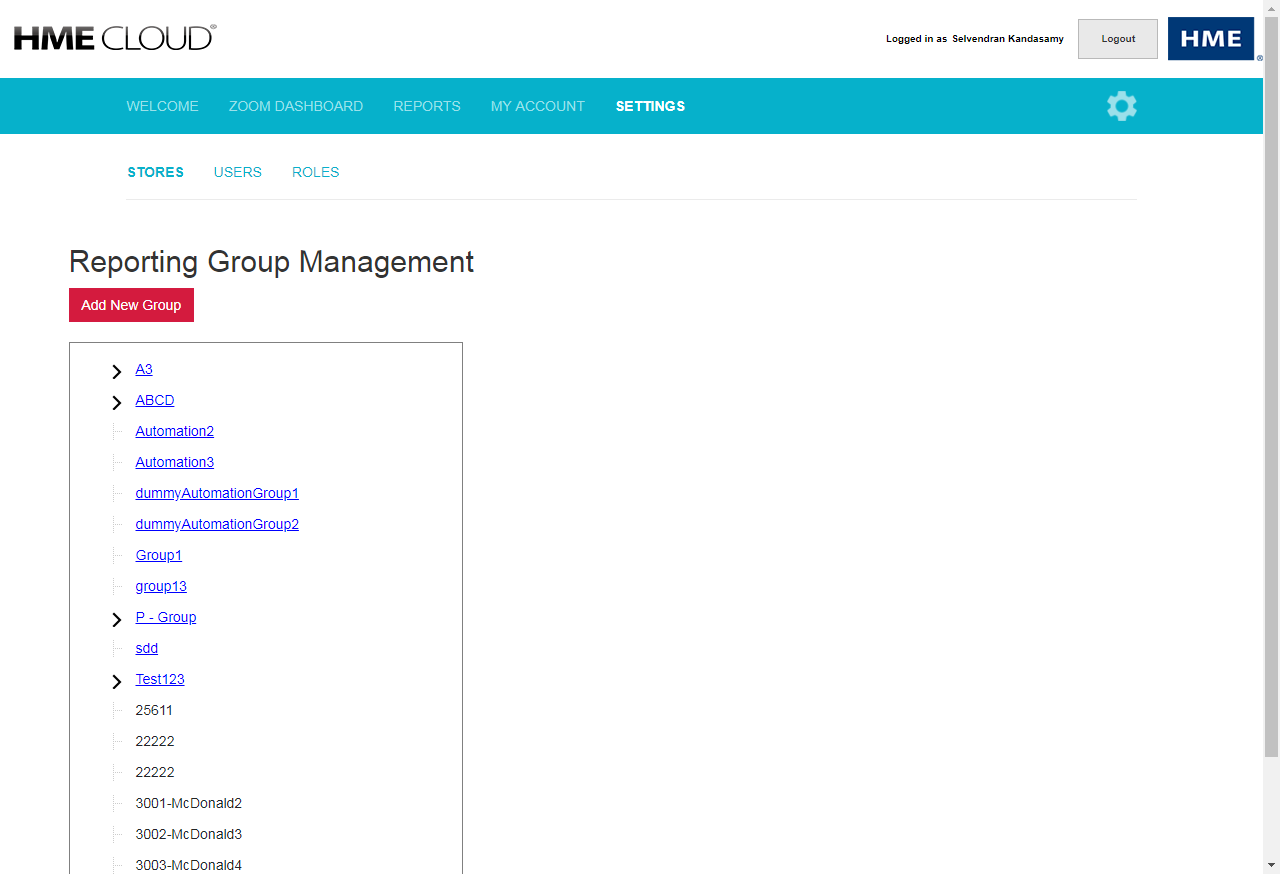 HME CLOUD®
Logged in as Selvendran Kandasamy
Logout
HME®
WELCOME ZOOM DASHBOARD REPORTS MY ACCOUNT SETTINGS
STORES USERS ROLES
Reporting Group Management
Add New Group
A3
ABCD
Automation2
Automation3
dummyAutomationGroup1
dummyAutomationGroup2
Group1
group13
P - Group
sdd
Test123
25611
22222
22222
3001-McDonald2
3002-McDonald3
3003-McDonald4